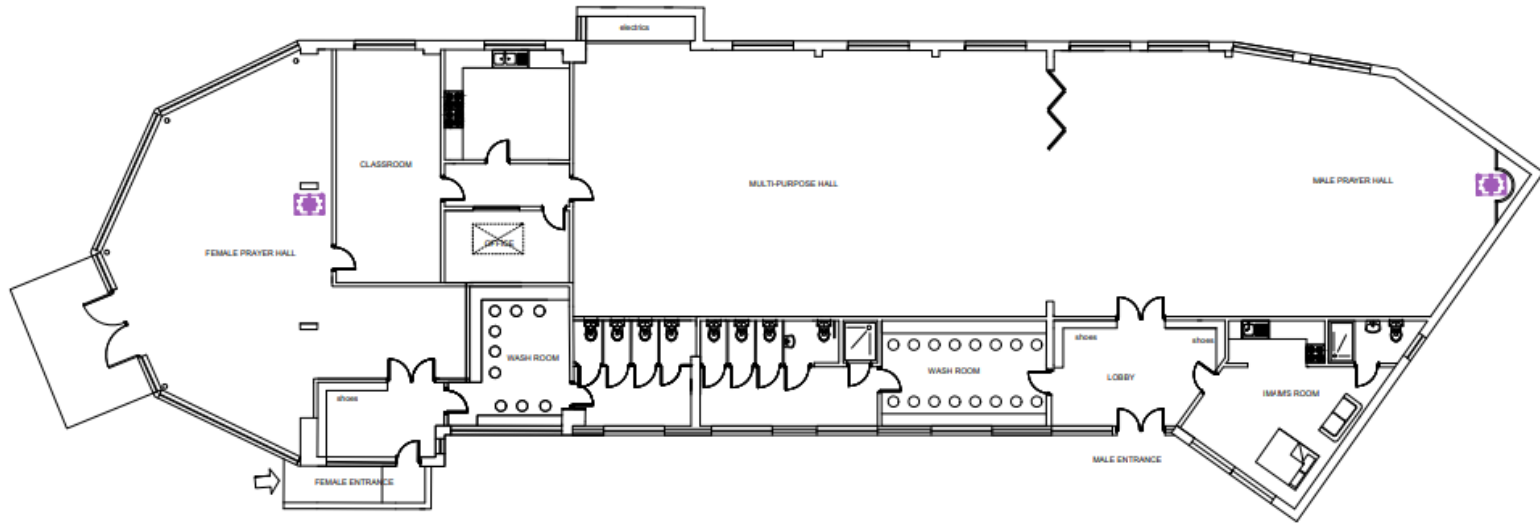 electrics
CLASSROOM
MULTI-PURPOSE HALL
MALE PRAYER HALL
OFFICE
FEMALE PRAYER HALL
shoes
shoes
WASH ROOM
WASH ROOM
LOBBY
IMAM'S ROOM
shoes
MALE ENTRANCE
FEMALE ENTRANCE